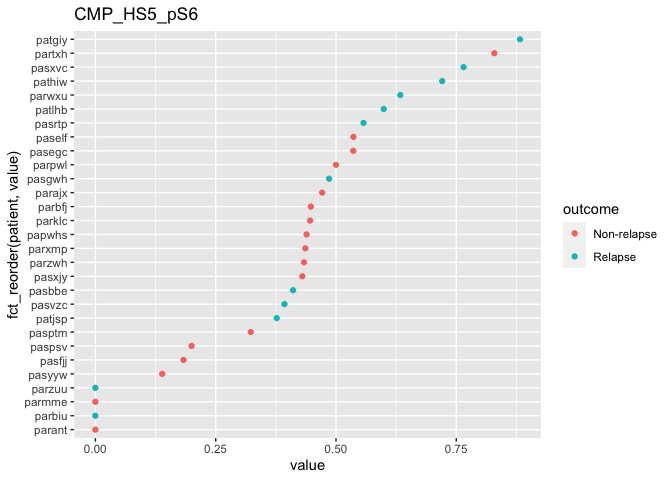 CMP_HS5_pS6
fct_reorder(patient, value)
patgiy
partxh
pasxvc
pathiw
parwxu
patlhb
pasrtp
paself
pasegc
parpwl
pasgwh
parajx
parbfj
parklc
papwhs
parxmp
parzwh
pasxjy
pasbbe
pasvzc
patjsp
pasptm
paspsv
pasfjj
pasyyw
parzuu
parmme
parbiu
parant
0.00 0.25 0.50 0.75
value
outcome
Non-relapse
Relapse